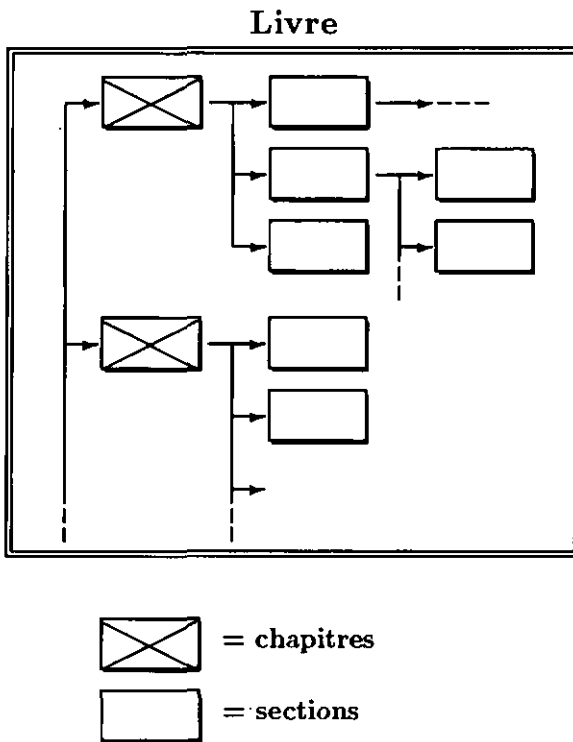 Livre
= chapitres
= sections